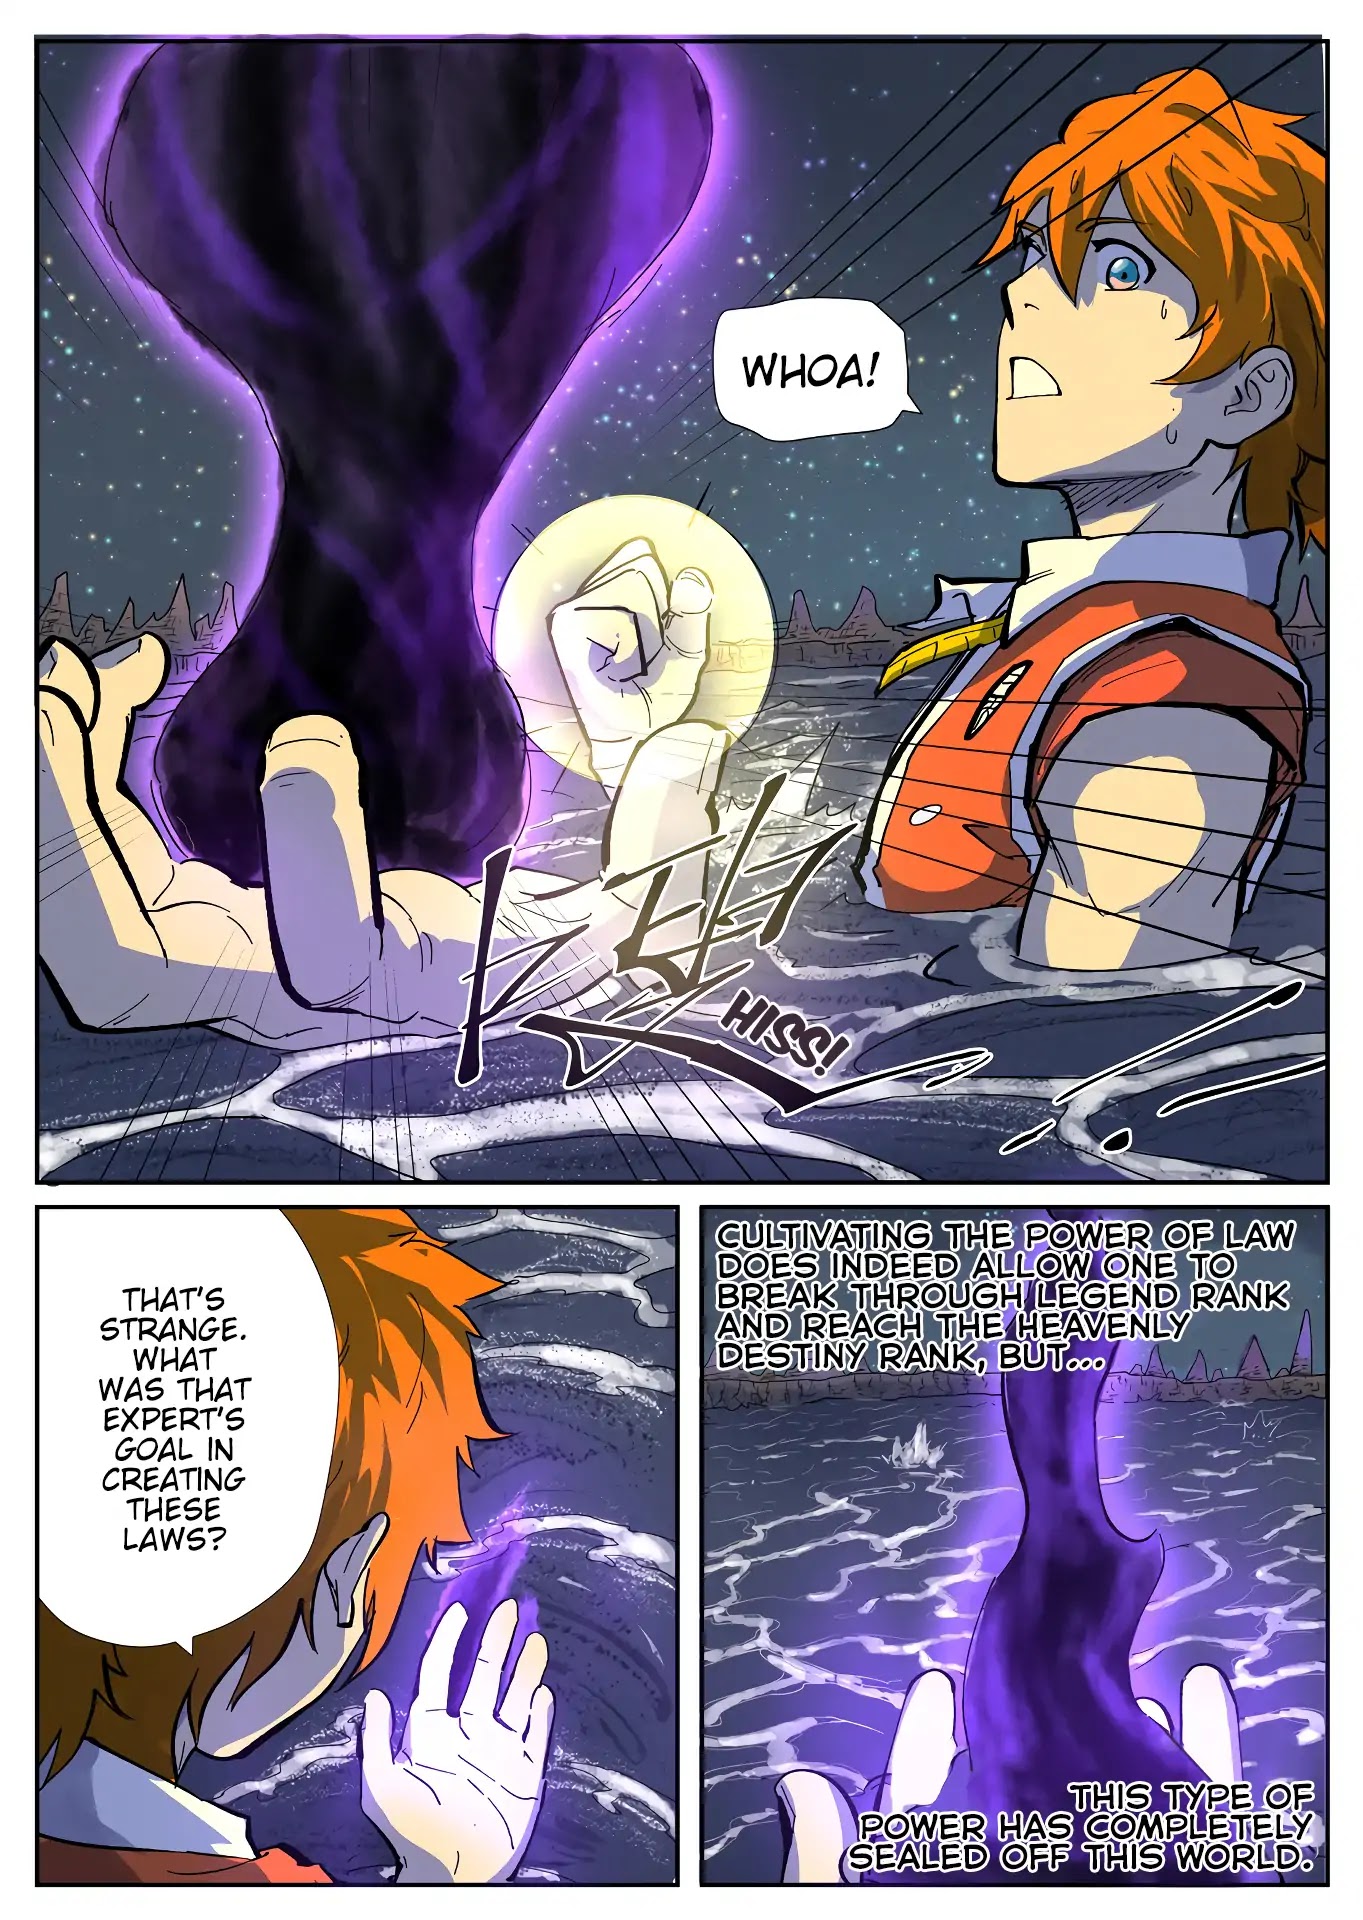 WHOA!
HISS!
THAT'S
STRANGE.
WHAT
WAS THAT
EXPERT'S
GOAL IN
CREATING
THESE
LAWS?
CULTIVATING THE POWER OF LAW
DOES INDEED ALLOW ONE TO
BREAK THROUGH LEGEND RANK
AND REACH THE HEAVENLY
DESTINY RANK, BUT...
THIS TYPE OF
POWER HAS COMPLETELY
SEALED OFF THIS WORLD.